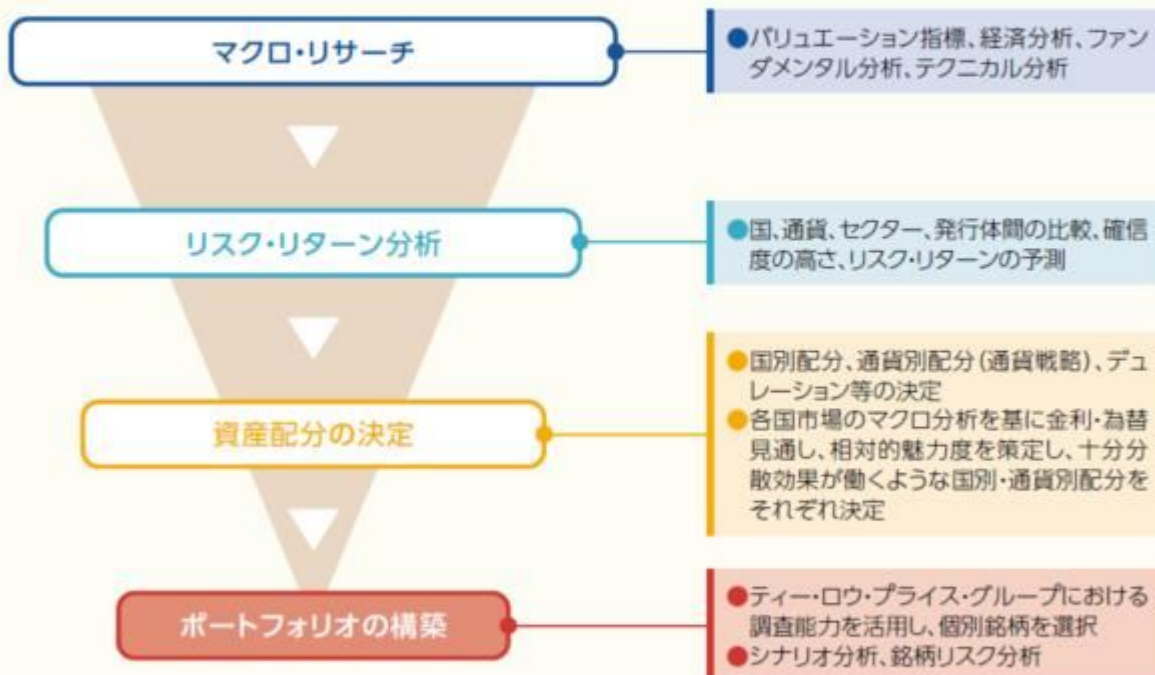 マクロ・リサーチ
●バリュエーション指標、経済分析、ファン
ダメンタル分析、テクニカル分析
リスク・リターン分析
●国、通貨、セクター、発行体間の比較、確信
度の高さ、リスク・リターンの予測
資産配分の決定
●国別配分、通貨別配分(通貨戦略)、デュ
レーション等の決定
●各国市場のマクロ分析を基に金利・為替
見通し、相対的魅力度を策定し、十分分
散効果が働くような国別・通貨別配分を
それぞれ決定
ポートフォリオの構築
●ティー・ロウ・プライス・グループにおける
調査能力を活用し、個別銘柄を選択
●シナリオ分析、銘柄リスク分析